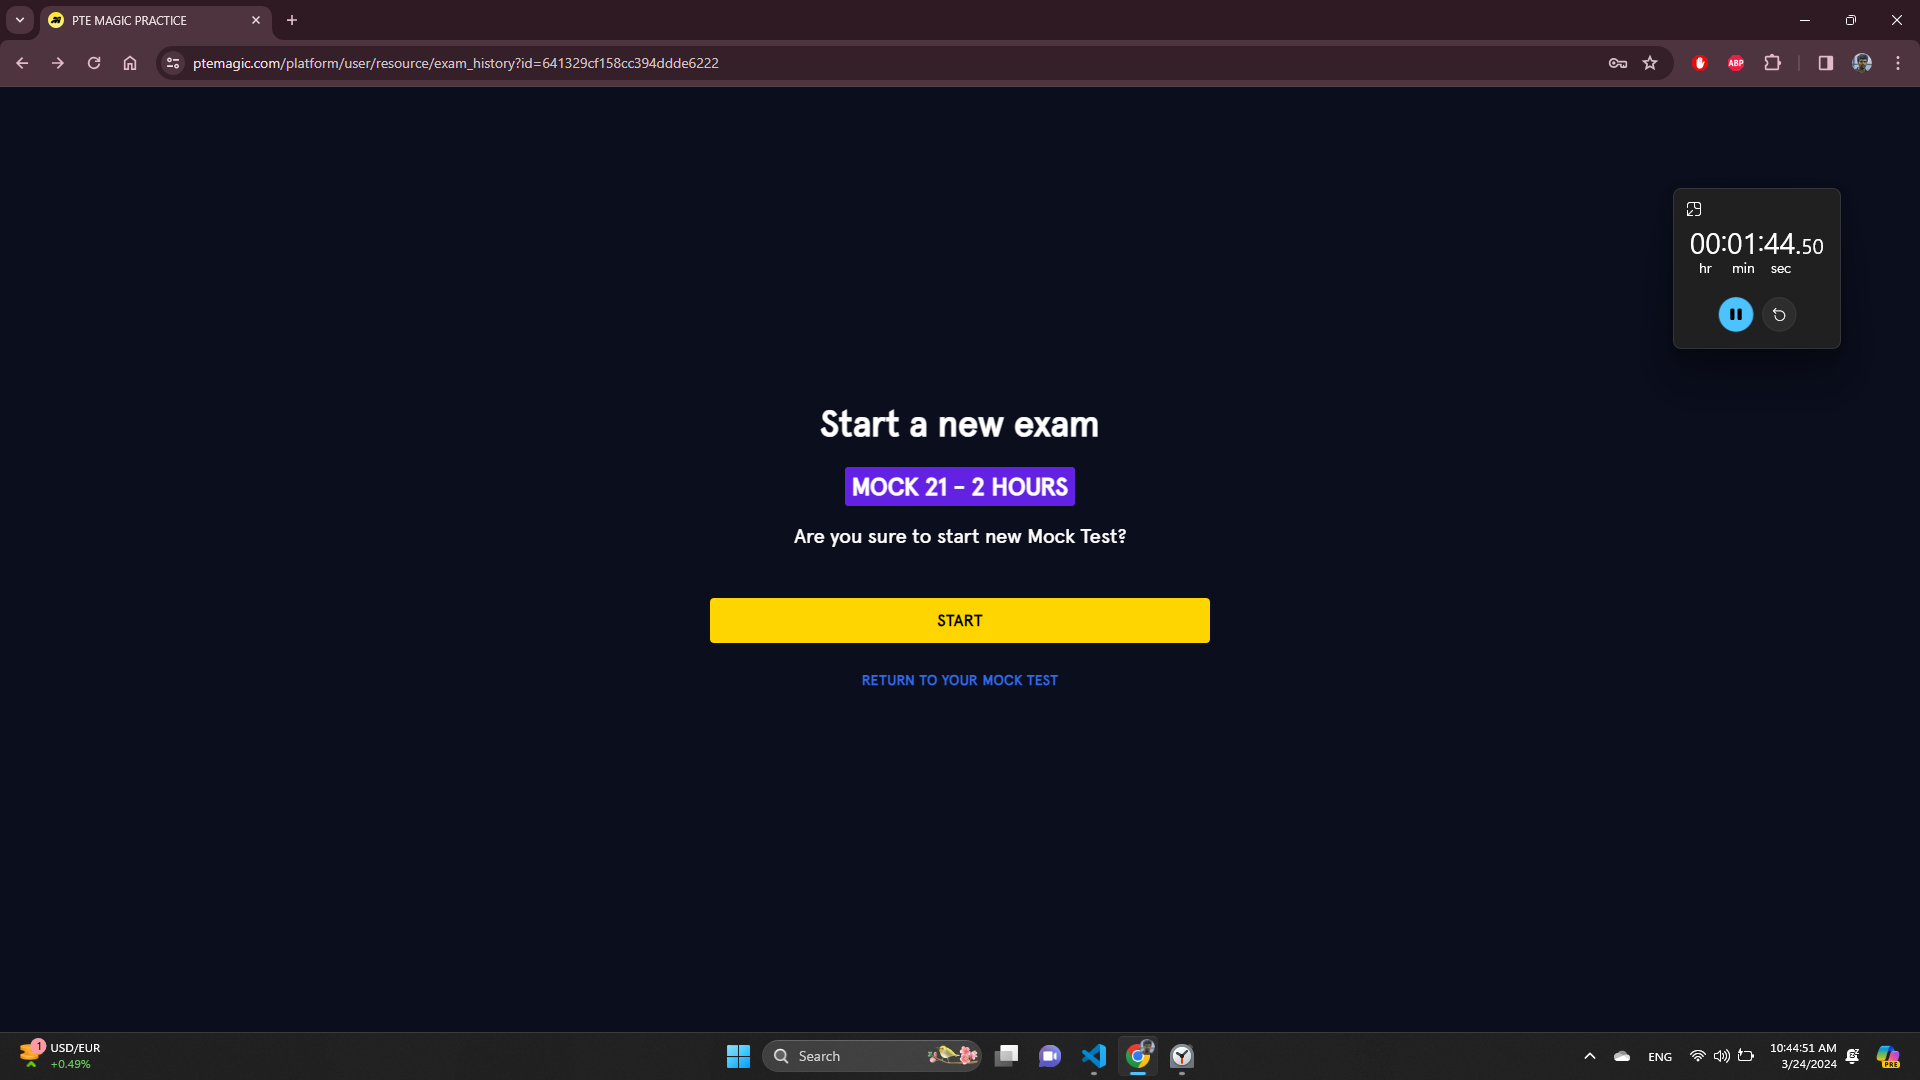 PTE MAGIC PRACTICE
ptemagic.com/platform/user/resource/exam_history?id=641329cf158cc394ddde6222
ABP
00:01:44.50
hr min sec
Start a new exam
MOCK 21 - 2 HOURS
Are you sure to start new Mock Test?
START
RETURN TO YOUR MOCK TEST
1
USD/EUR
+0.49%
Search
ENG
10:44:51 AM
3/24/2024
PRE